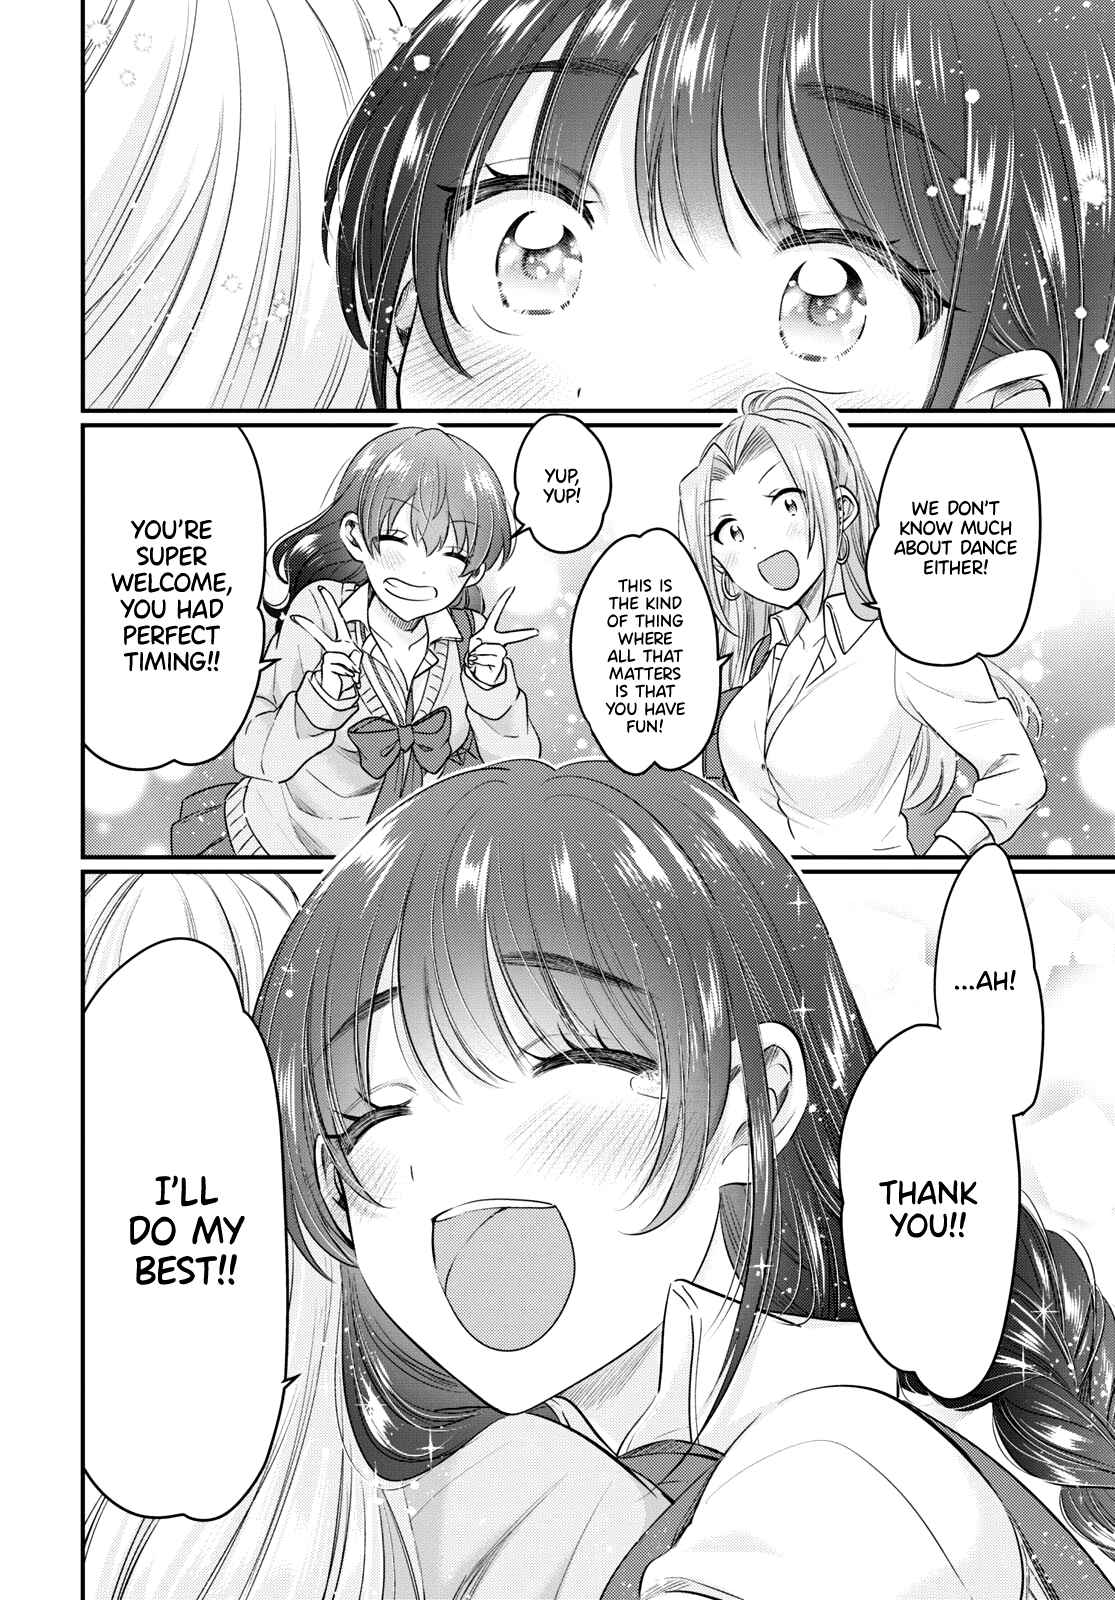 WE DON'T
KNOW MUCH
ABOUT DANCE
EITHER!
THIS IS
THE KIND
OF THING
WHERE
ALL THAT
MATTERS
IS THAT
YOU HAVE
FUN!
YUP,
YUP!
YOU'RE
SUPER
WELCOME,
YOU HAD
PERFECT
TIMING!!
...AH!
THANK
YOU!!
I'LL
DO MY
BEST!!